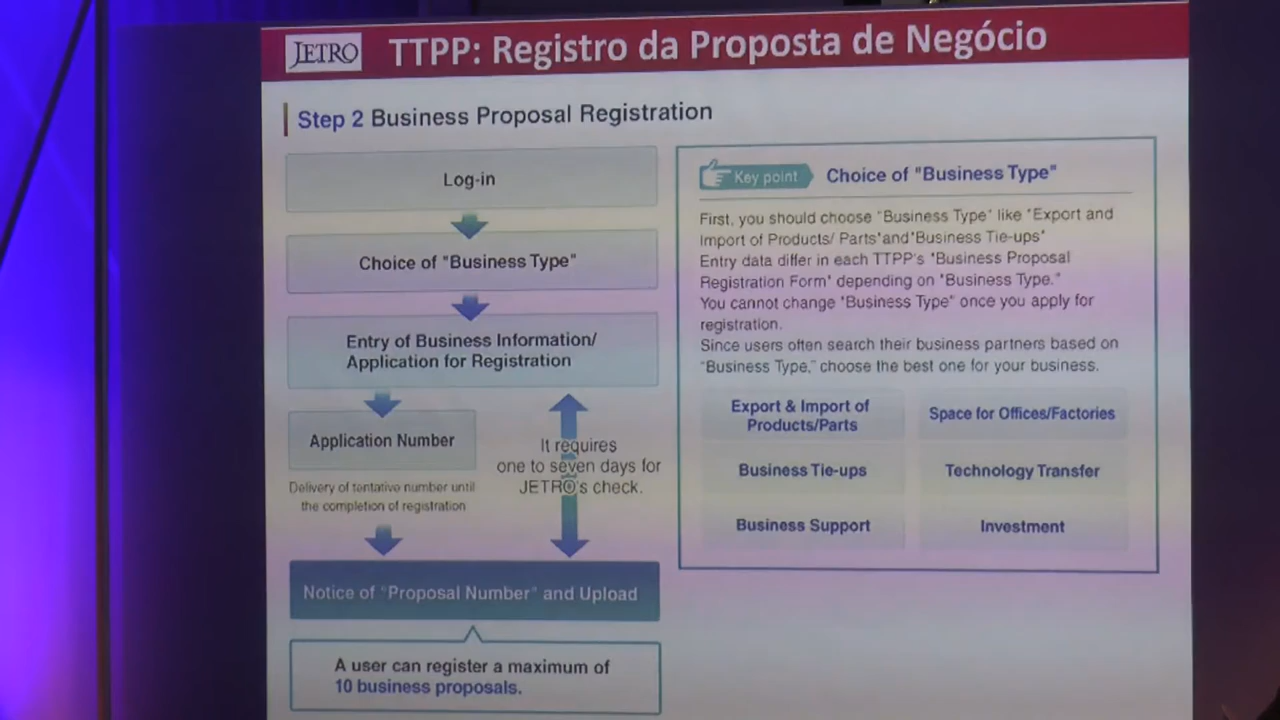 JETRO
TTPP: Registro da Proposta de Negócio
Step 2 Business Proposal Registration
Log-in
Choice of "Business Type"
Entry of Business Information/
Application for Registration
Application Number
Delivery of tentative number until
the completion of registration
It requires
one to seven days for
JETRO's check.
Notice of "Proposal Number" and Upload
A user can register a maximum of
10 business proposals.
Key point
Choice of "Business Type"
First, you should choose "Business Type" like "Export and
Import of Products/ Parts"and"Business Tie-ups"
Entry data differ in each TTPP's "Business Proposal
Registration Form" depending on "Business Type."
You cannot change "Business Type" once you apply for
registration.
Since users often search their business partners based on
"Business Type," choose the best one for your business.
Export & Import of
Products/Parts
Space for Offices/Factories
Business Tie-ups
Technology Transfer
Business Support
Investment